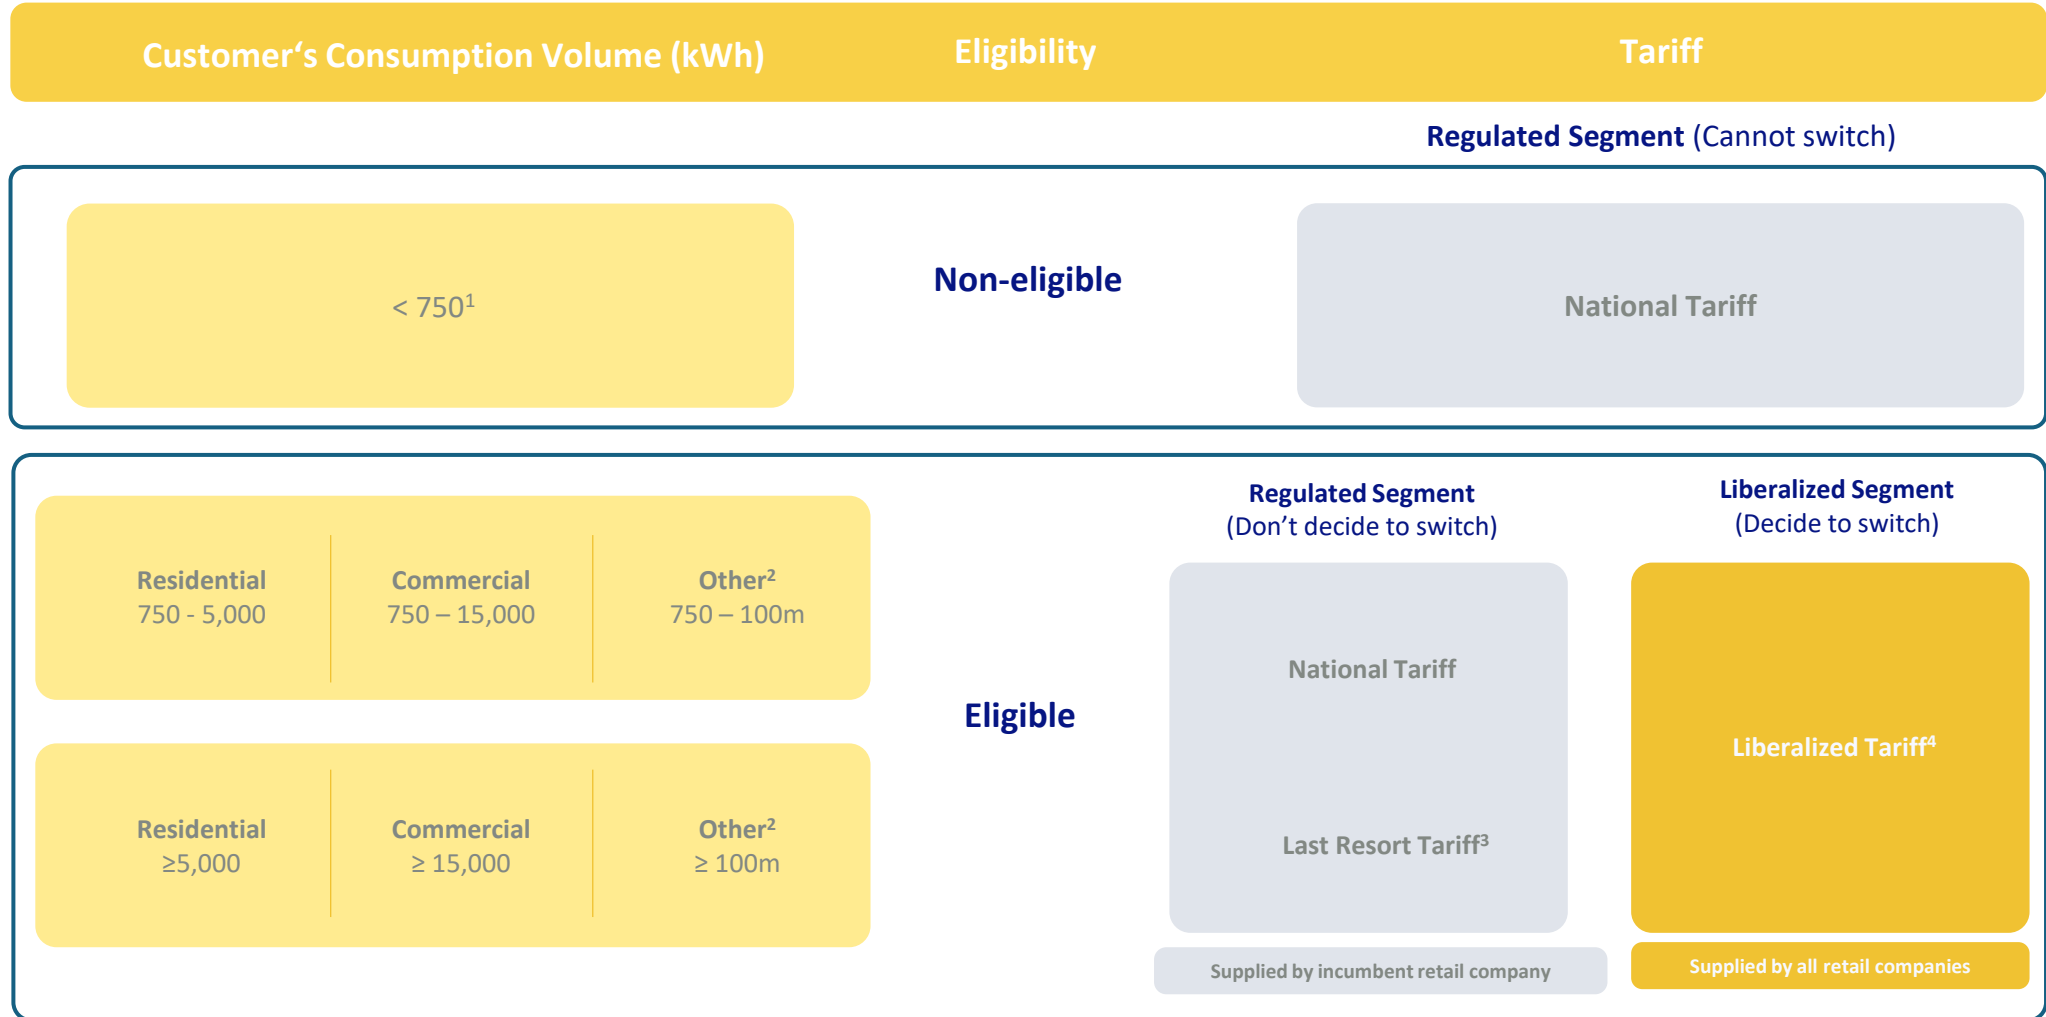 Customer‘s Consumption Volume (kWh)
Eligibility
Tariff
Regulated Segment (Cannot switch)
< 750¹
Non-eligible
National Tariff
Residential
750 - 5,000
Commercial
750 – 15,000
Other²
750 – 100m
Residential
≥5,000
Commercial
≥ 15,000
Other²
≥ 100m
Eligible
Regulated Segment
(Don’t decide to switch)
National Tariff
Last Resort Tariff³
Supplied by incumbent retail company
Liberalized Segment
(Decide to switch)
Liberalized Tariff⁴
Supplied by all retail companies